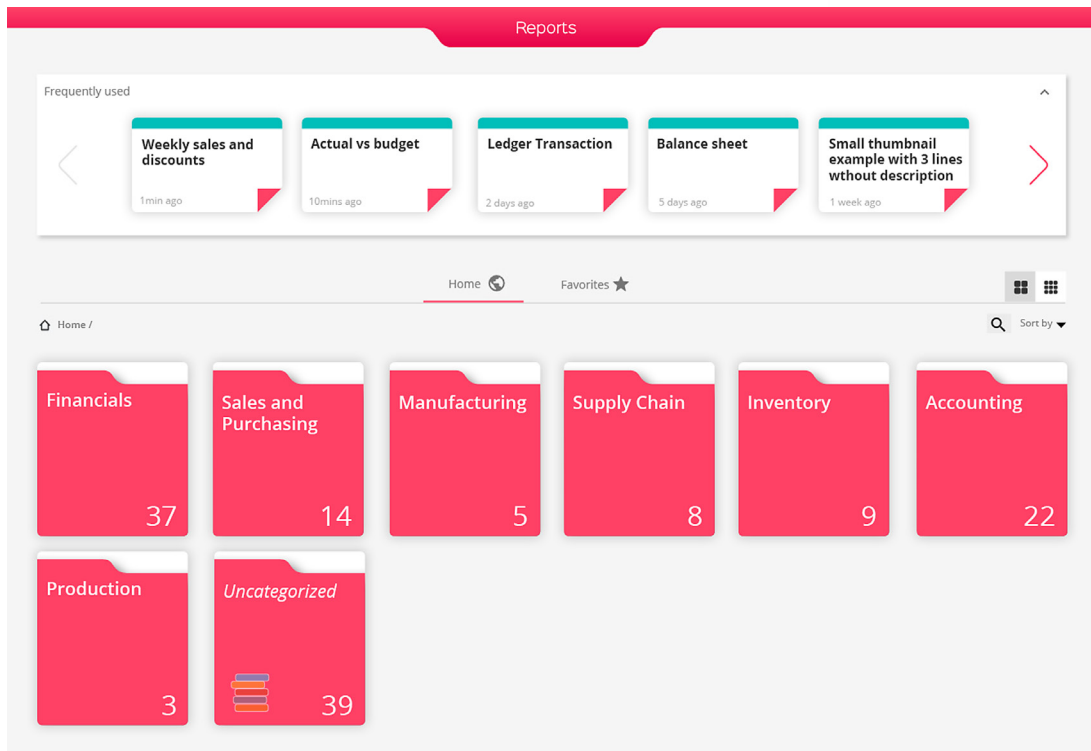 Reports
Frequently used
Weekly sales and
discounts
1min ago
Actual vs budget
10mins ago
Ledger Transaction
2 days ago
Balance sheet
5 days ago
Small thumbnail
example with 3 lines
wthout description
1 week ago
Home
Favorites
Home /
Sort by
Financials
37
Sales and
Purchasing
14
Manufacturing
5
Supply Chain
8
Inventory
9
Accounting
22
Production
3
Uncategorized
39